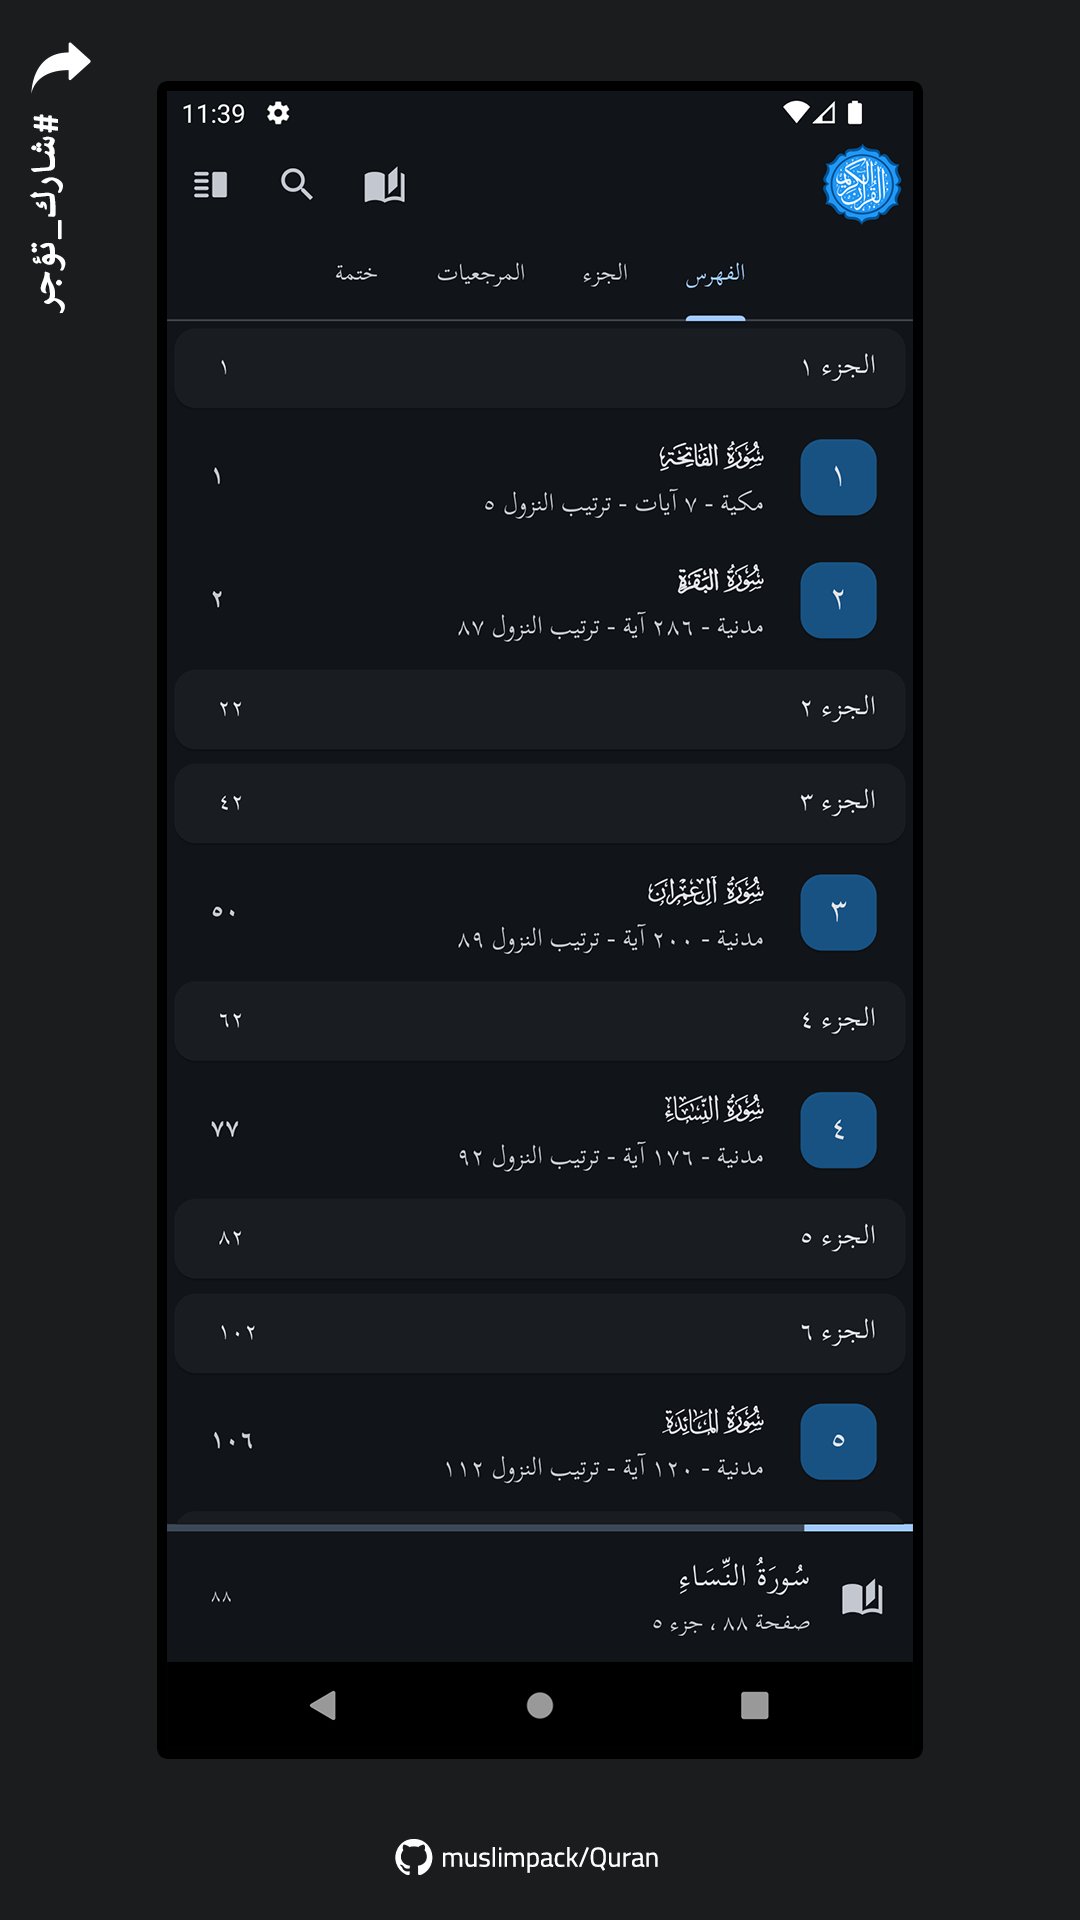 #شارك_تؤجر
11:39
القرآن الكريم
الفهرس
الجزء
المرجعيات
ختمة
الجزء ١ ١
١ سُورَةُ الفَاتِحَةِ ١
مكية - ٧ آيات - ترتيب النزول ٥
٢ سُورَةُ البَقَرَةِ ٢
مدنية - ٢٨٦ آية - ترتيب النزول ٨٧
الجزء ٢ ٢٢
الجزء ٣ ٤٢
٣ سُورَةُ آلِ عِمْرَانَ ٥٠
مدنية - ٢٠٠ آية - ترتيب النزول ٨٩
الجزء ٤ ٦٢
٤ سُورَةُ النِّسَاءِ ٧٧
مدنية - ١٧٦ آية - ترتيب النزول ٩٢
الجزء ٥ ٨٢
الجزء ٦ ١٠٢
٥ سُورَةُ المَائِدَةِ ١٠٦
مدنية - ١٢٠ آية - ترتيب النزول ١١٢
سُورَةُ النِّسَاءِ ٨٨
صفحة ٨٨ ، جزء ٥
muslimpack/Quran